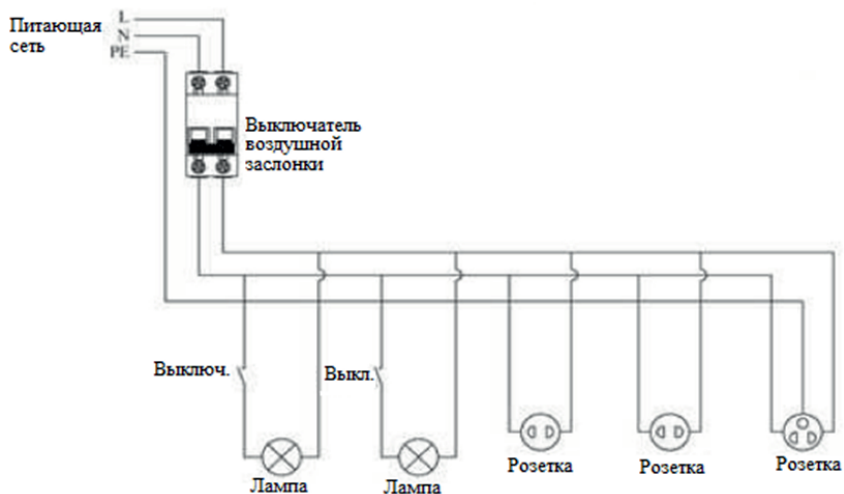 Питающая
сеть
L
N
PE
Выключатель
воздушной
заслонки
Выключ.
Выкл.
Лампа
Лампа
Розетка
Розетка
Розетка